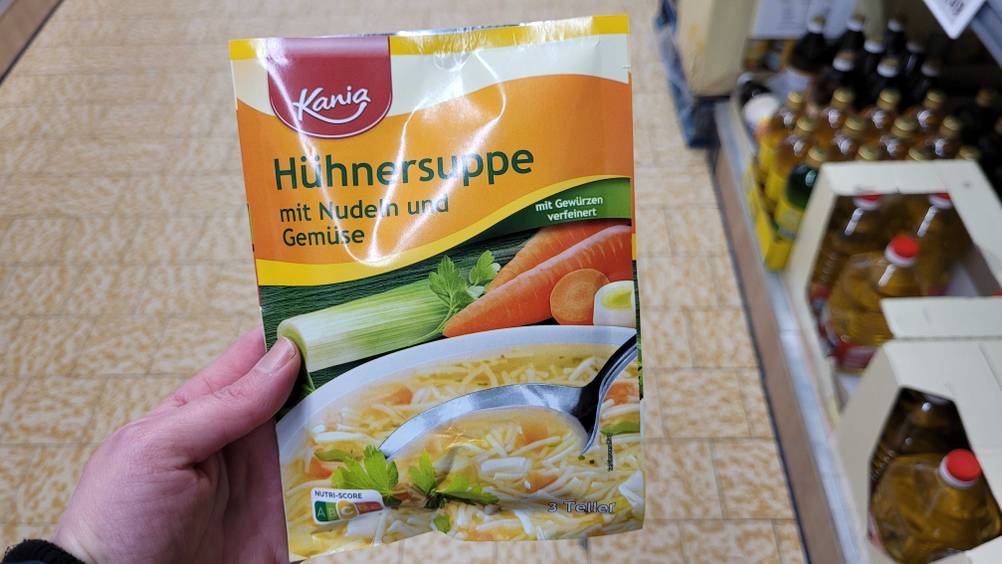 Kania
Hühnersuppe
mit Nudeln und
Gemüse
mit Gewürzen
verfeinert
NUTRI-SCORE
A B C
3 Teller